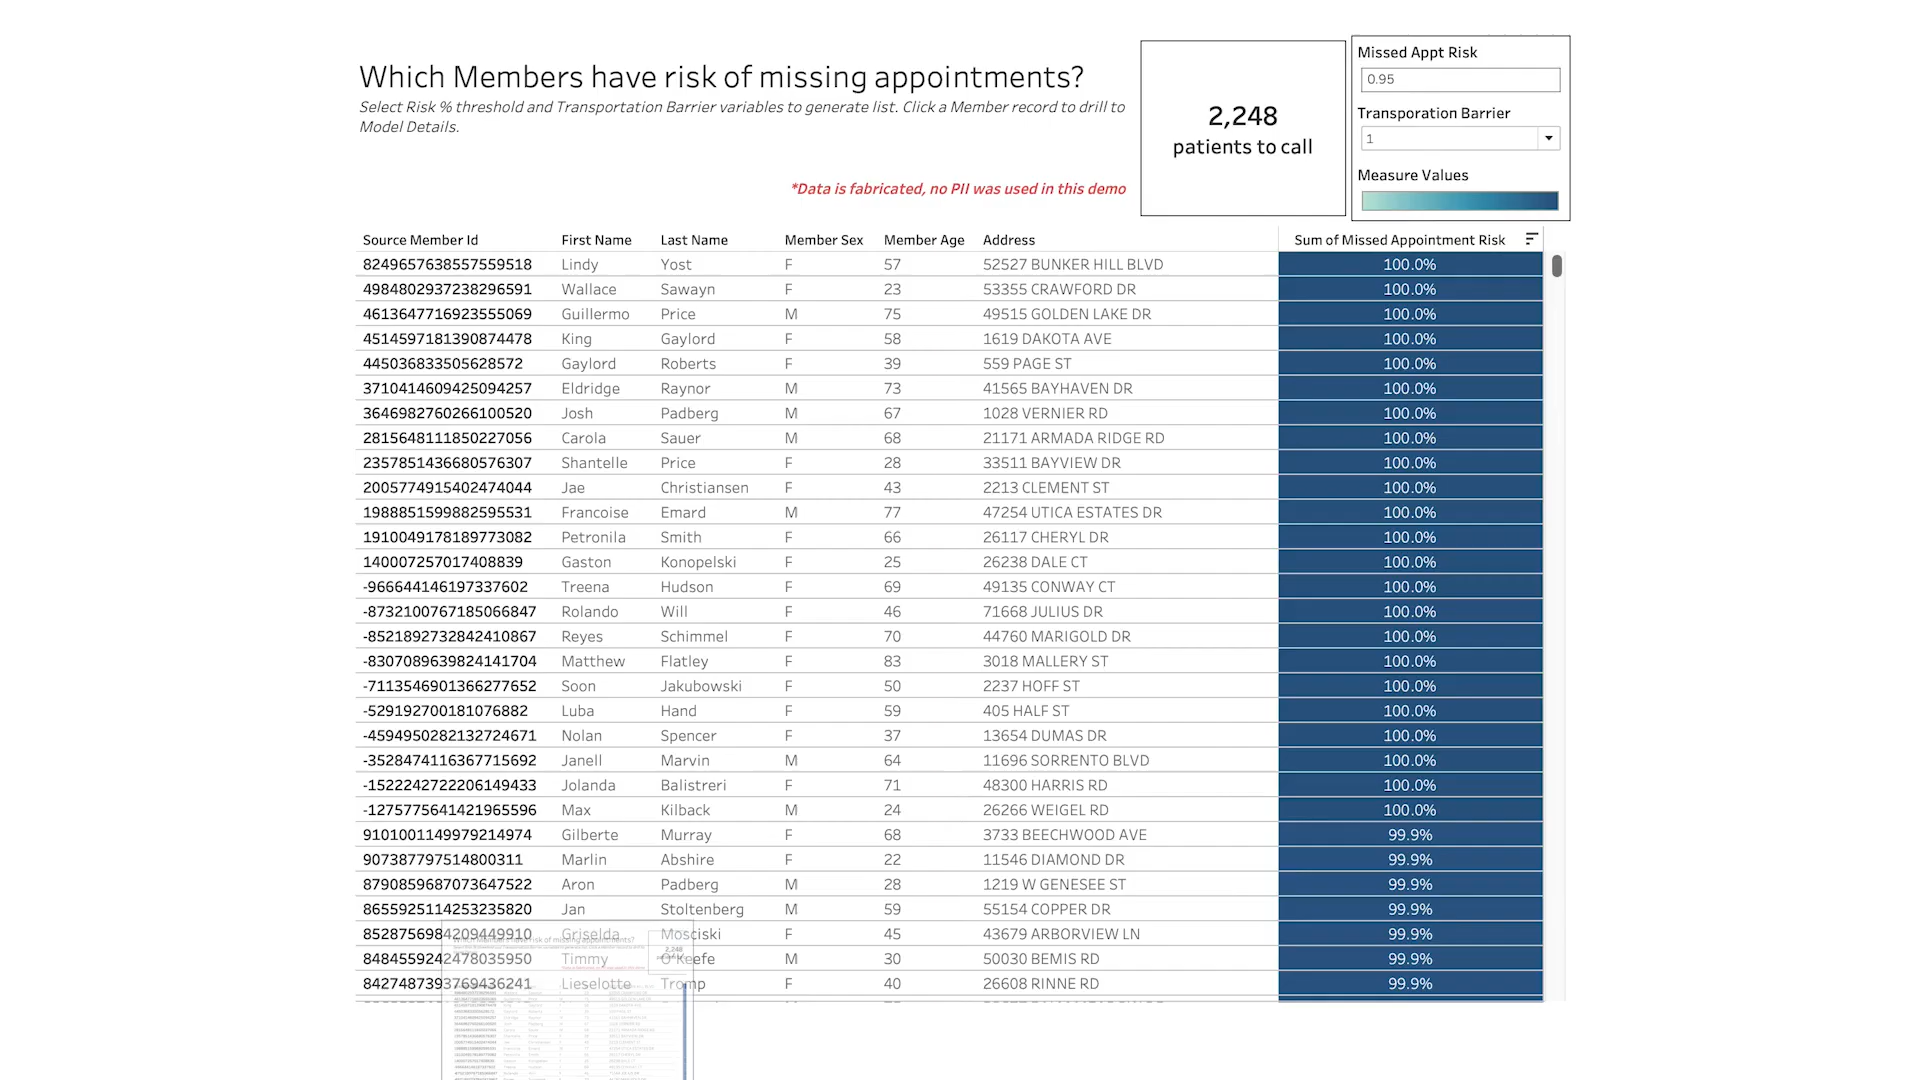 Which Members have risk of missing appointments?
Select Risk % threshold and Transportation Barrier variables to generate list. Click a Member record to drill to
Model Details.
*Data is fabricated, no PII was used in this demo
2,248
patients to call
Missed Appt Risk
0.95
Transporation Barrier
1
Measure Values
Source Member Id First Name Last Name Member Sex Member Age Address Sum of Missed Appointment Risk
8249657638557559518 Lindy Yost F 57 52527 BUNKER HILL BLVD 100.0%
4984802937238296591 Wallace Sawayn F 23 53355 CRAWFORD DR 100.0%
4613647716923555069 Guillermo Price M 75 49515 GOLDEN LAKE DR 100.0%
4514597181390874478 King Gaylord F 58 1619 DAKOTA AVE 100.0%
445036833505628572 Gaylord Roberts F 39 559 PAGE ST 100.0%
3710414609425094257 Eldridge Raynor M 73 41565 BAYHAVEN DR 100.0%
3646982760266100520 Josh Padberg M 67 1028 VERNIER RD 100.0%
2815648111850227056 Carola Sauer M 68 21171 ARMADA RIDGE RD 100.0%
2357851436680576307 Shantelle Price F 28 33511 BAYVIEW DR 100.0%
2005774915402474044 Jae Christiansen F 43 2213 CLEMENT ST 100.0%
1988851599882595531 Francoise Emard M 77 47254 UTICA ESTATES DR 100.0%
1910049178189773082 Petronila Smith F 66 26117 CHERYL DR 100.0%
140007257017408839 Gaston Konopelski F 25 26238 DALE CT 100.0%
-966644146197337602 Treena Hudson F 69 49135 CONWAY CT 100.0%
-8732100767185066847 Rolando Will F 46 71668 JULIUS DR 100.0%
-8521892732842410867 Reyes Schimmel F 70 44760 MARIGOLD DR 100.0%
-8307089639824141704 Matthew Flatley F 83 3018 MALLERY ST 100.0%
-7113546901366277652 Soon Jakubowski F 50 2237 HOFF ST 100.0%
-529192700181076882 Luba Hand F 59 405 HALF ST 100.0%
-4594950282132724671 Nolan Spencer F 37 13654 DUMAS DR 100.0%
-3528474116367715692 Janell Marvin M 64 11696 SORRENTO BLVD 100.0%
-1522242722206149433 Jolanda Balistreri F 71 48300 HARRIS RD 100.0%
-1275775641421965596 Max Kilback M 24 26266 WEIGEL RD 100.0%
9101001149979214974 Gilberte Murray F 68 3733 BEECHWOOD AVE 99.9%
907387797514800311 Marlin Abshire F 22 11546 DIAMOND DR 99.9%
8790859687073647522 Aron Padberg M 28 1219 W GENESEE ST 99.9%
8655925114253235820 Jan Stoltenberg M 59 55154 COPPER DR 99.9%
8528756984209449910 Griselda Mosciski F 45 43679 ARBORVIEW LN 99.9%
8484559242478035950 Timmy O'Keefe M 30 50030 BEMIS RD 99.9%
8427487393769436241 Lieselotte Tromp F 40 26608 RINNE RD 99.9%
Which Members have risk of missing appointments?
2,248